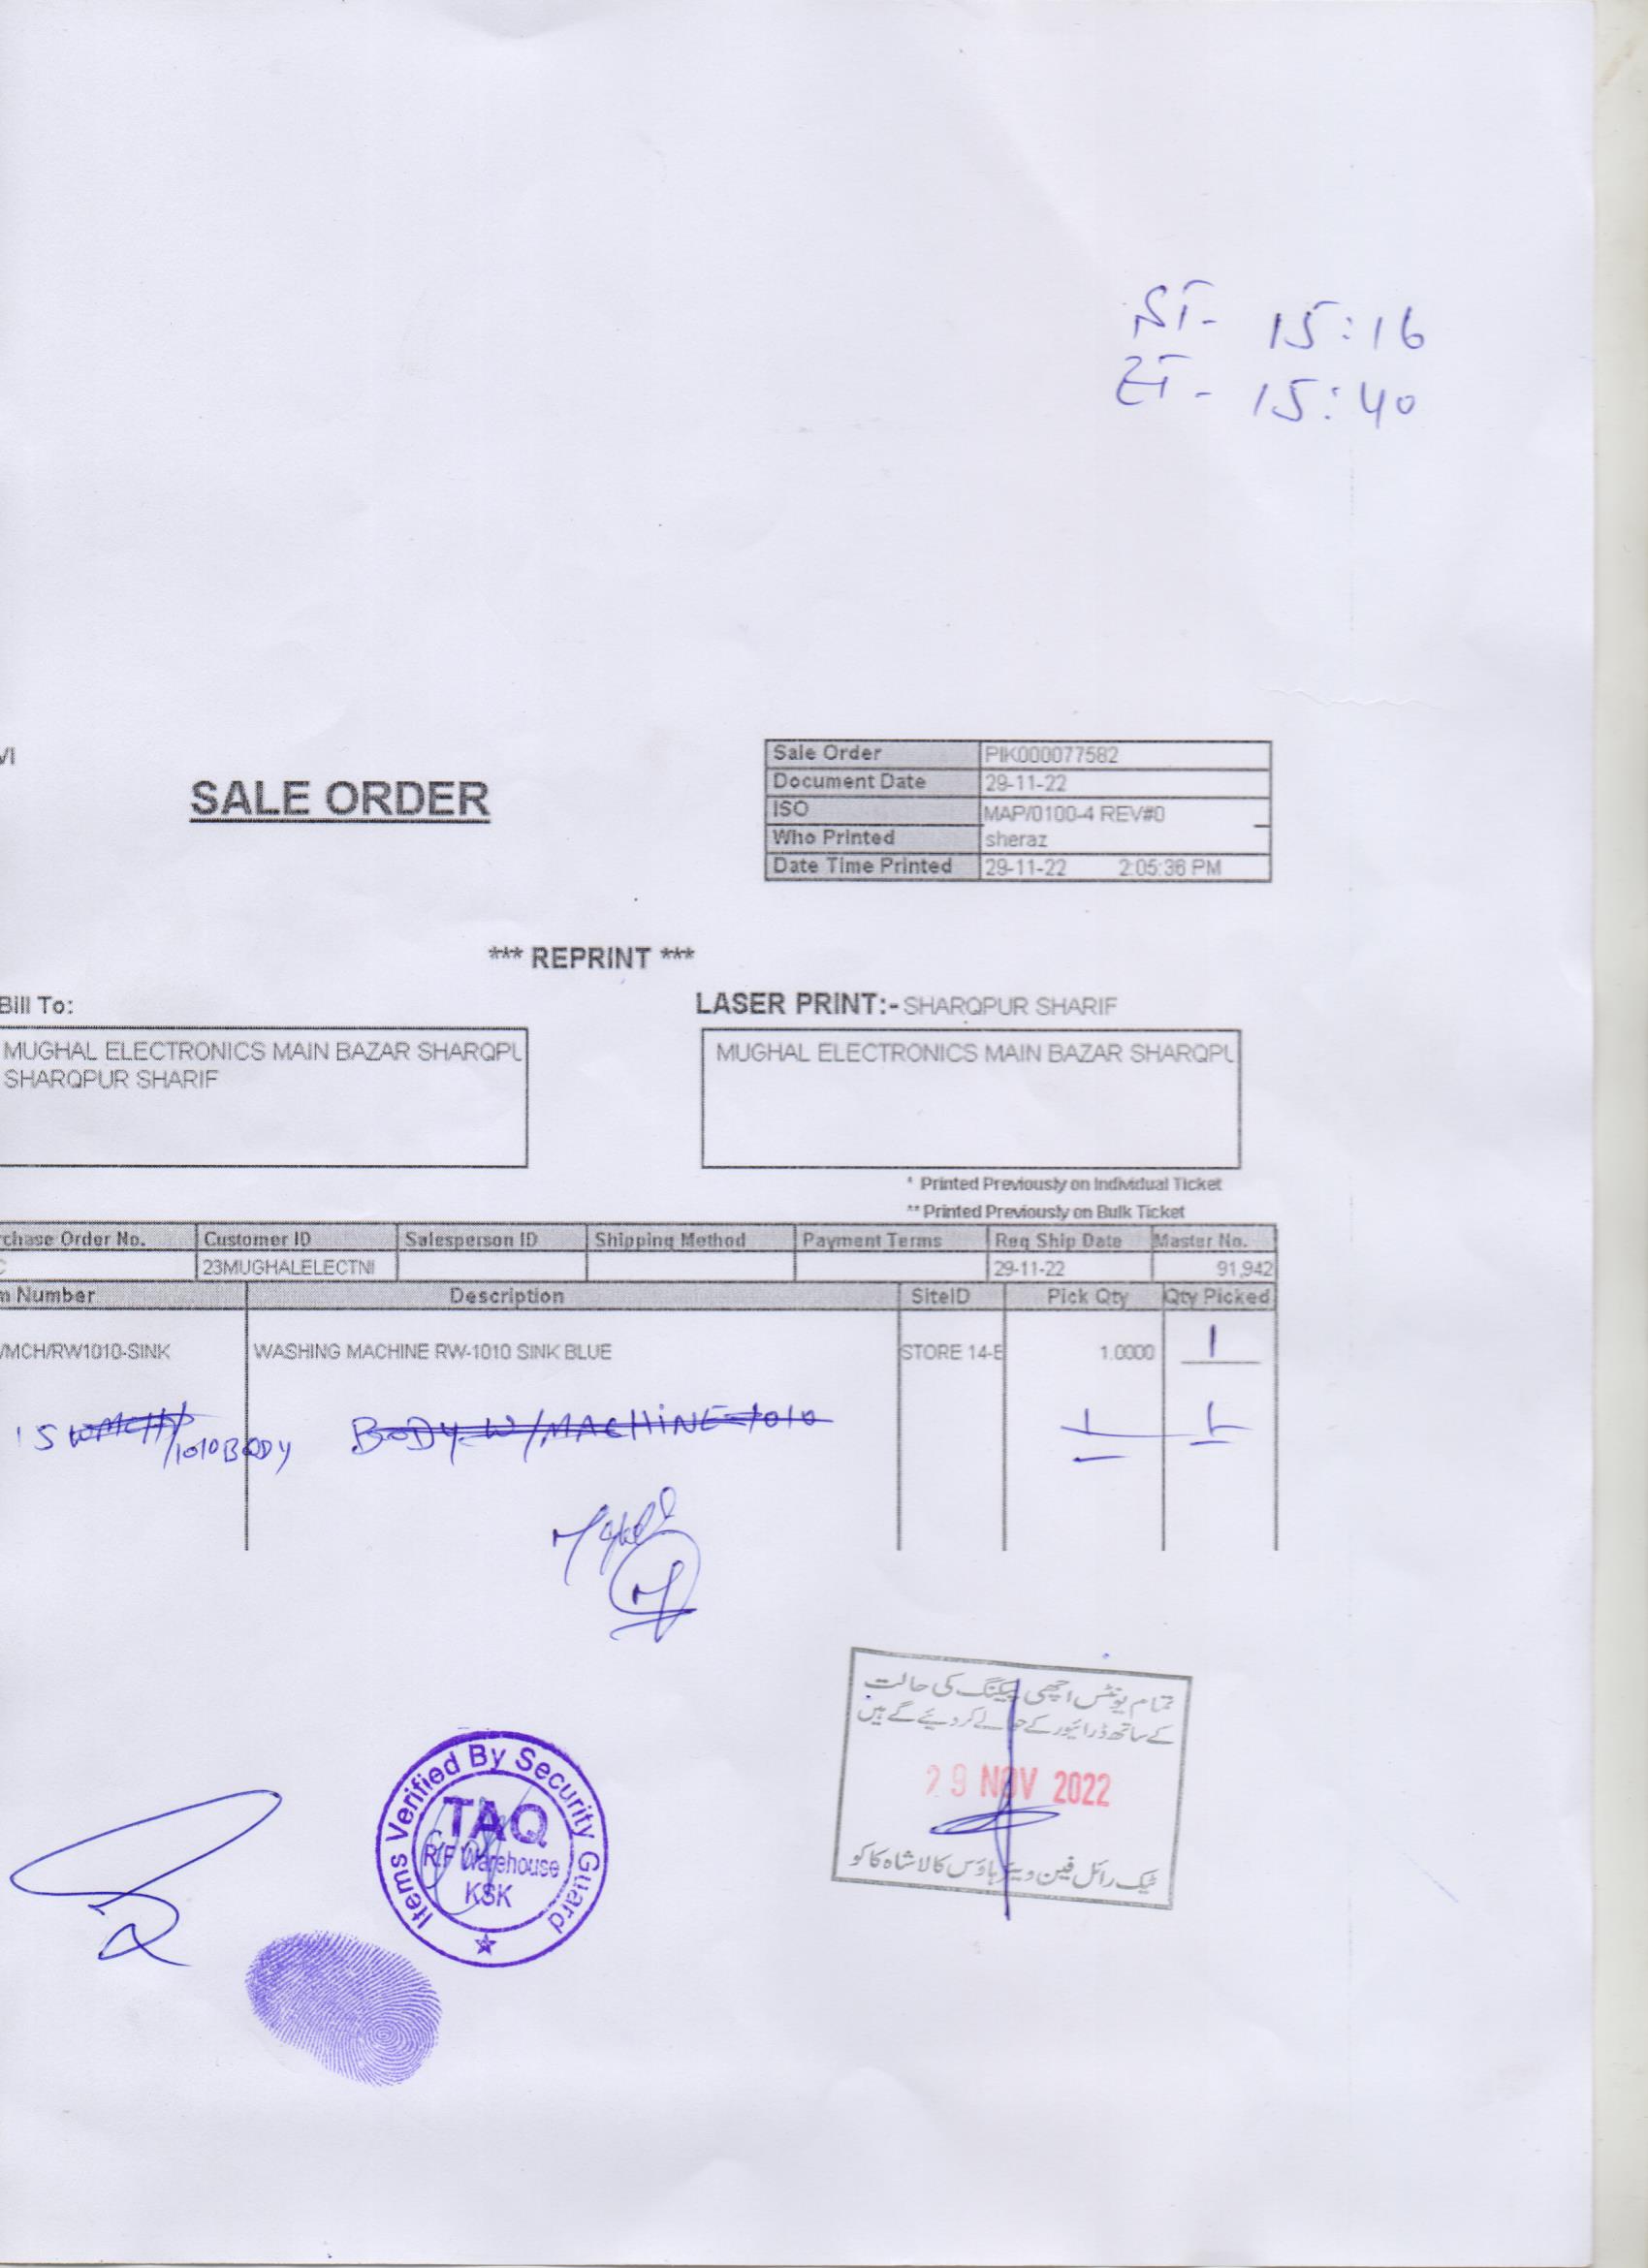 ST- 15:16
ET- 15:40
VI
SALE ORDER
Sale Order PIK000077582
Document Date 29-11-22
ISO MAP/0100-4 REV#0
Who Printed sheraz
Date Time Printed 29-11-22 2:05:36 PM
*** REPRINT ***
Bill To:
LASER PRINT:- SHARQPUR SHARIF
MUGHAL ELECTRONICS MAIN BAZAR SHARQPU
SHARQPUR SHARIF
MUGHAL ELECTRONICS MAIN BAZAR SHARQPU
* Printed Previously on Individual Ticket
** Printed Previously on Bulk Ticket
rchase Order No. Customer ID Salesperson ID Shipping Method Payment Terms Req Ship Date Master No.
C 23MUGHALELECTNI 29-11-22 91,942
m Number Description SiteID Pick Qty Qty Picked
/MCH/RW1010-SINK WASHING MACHINE RW-1010 SINK BLUE STORE 14-E 1.0000 1
1 S WMCH/1010BODY BODY W/MACHINE-1010 1 1
تمام یونٹس اچھی پیکنگ کی حالت
کے ساتھ ڈرائیور کے حوالے کر دیئے گے ہیں
29 NOV 2022
ٹیک رائل فین ویئر ہاؤس کالا شاہ کاکو
Items Verified By Security Guard
TAQ
R.F Warehouse
KSK